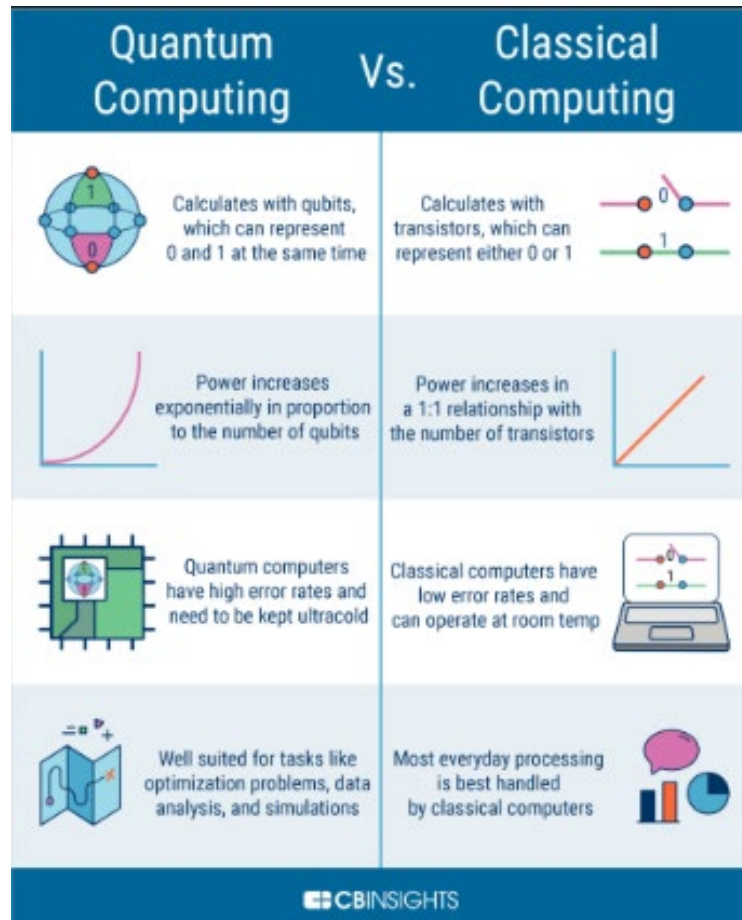 Quantum
Computing
Vs.
Classical
Computing
1
0
Calculates with qubits,
which can represent
0 and 1 at the same time
Calculates with
transistors, which can
represent either 0 or 1
0
1
Power increases
exponentially in proportion
to the number of qubits
Power increases in
a 1:1 relationship with
the number of transistors
Quantum computers
have high error rates and
need to be kept ultracold
Classical computers have
low error rates and
can operate at room temp
0
1
Well suited for tasks like
optimization problems, data
analysis, and simulations
Most everyday processing
is best handled
by classical computers
CBINSIGHTS